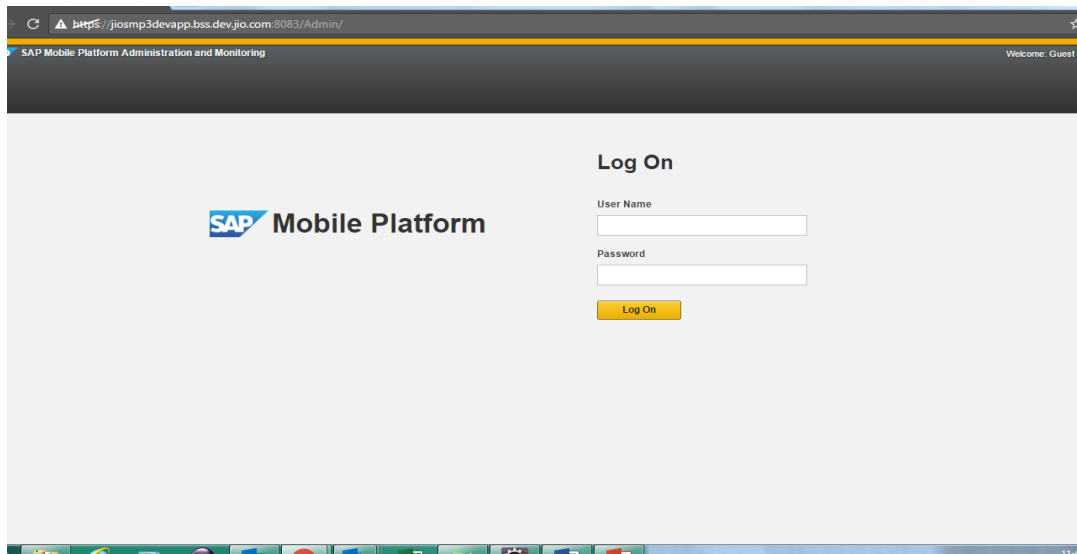 https://jiosmp3devapp.bss.dev.jio.com:8083/Admin/
SAP Mobile Platform Administration and Monitoring
Welcome: Guest
Log On
User Name
SAP Mobile Platform
Password
Log On